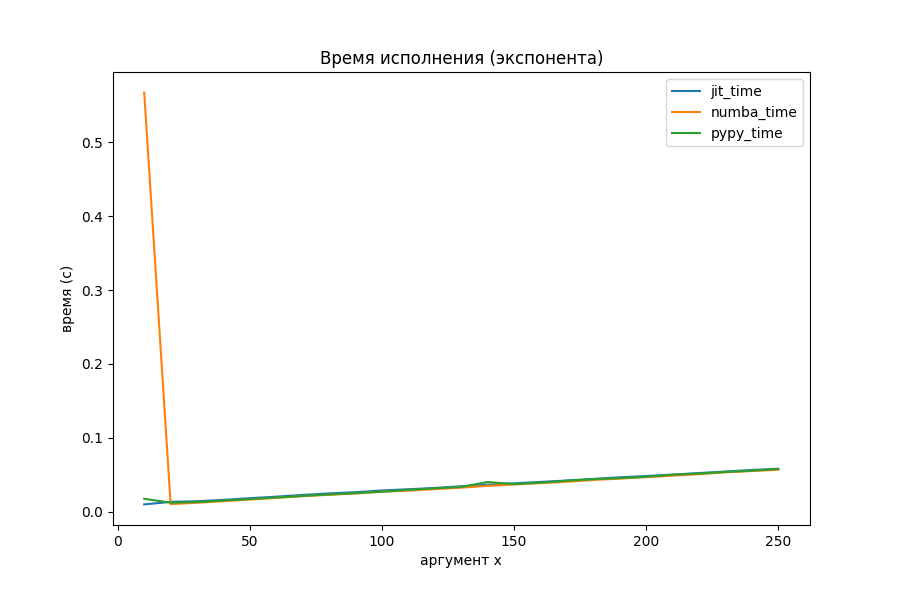 Время исполнения (экспонента)
jit_time
numba_time
pypy_time
время (с)
0.5
0.4
0.3
0.2
0.1
0.0
0 50 100 150 200 250
аргумент x